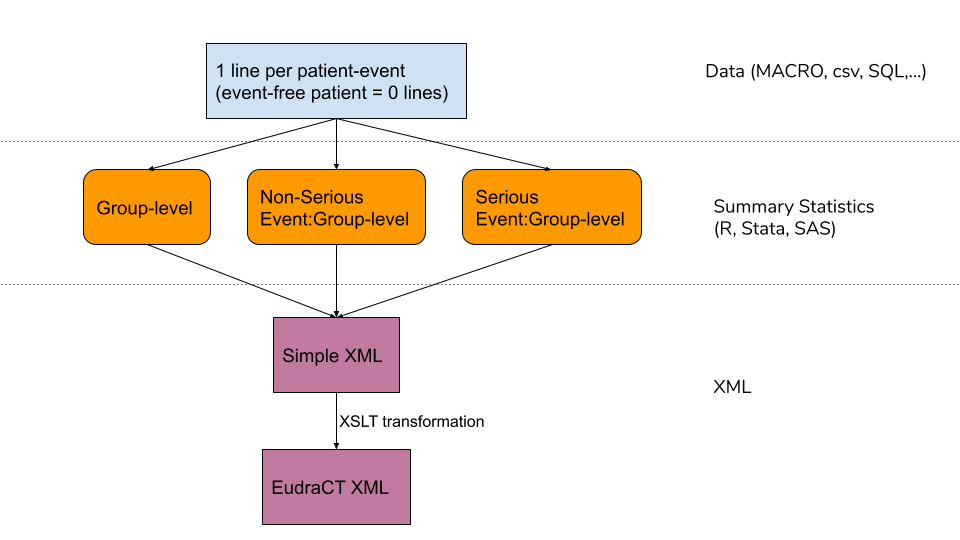 1 line per patient-event
(event-free patient = 0 lines)
Data (MACRO, csv, SQL,...)
Group-level
Non-Serious
Event:Group-level
Serious
Event:Group-level
Summary Statistics
(R, Stata, SAS)
Simple XML
XML
XSLT transformation
EudraCT XML